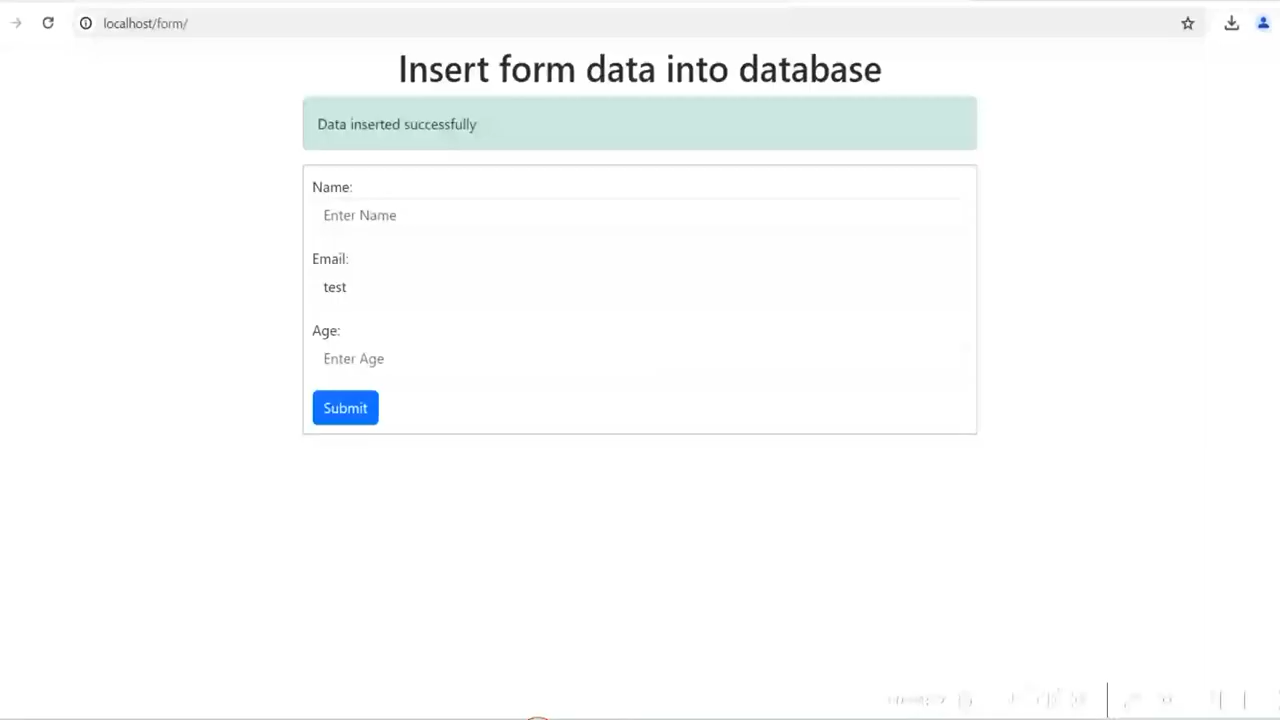 localhost/form/
Insert form data into database
Data inserted successfully
Name:
Enter Name
Email:
test
Age:
Enter Age
Submit